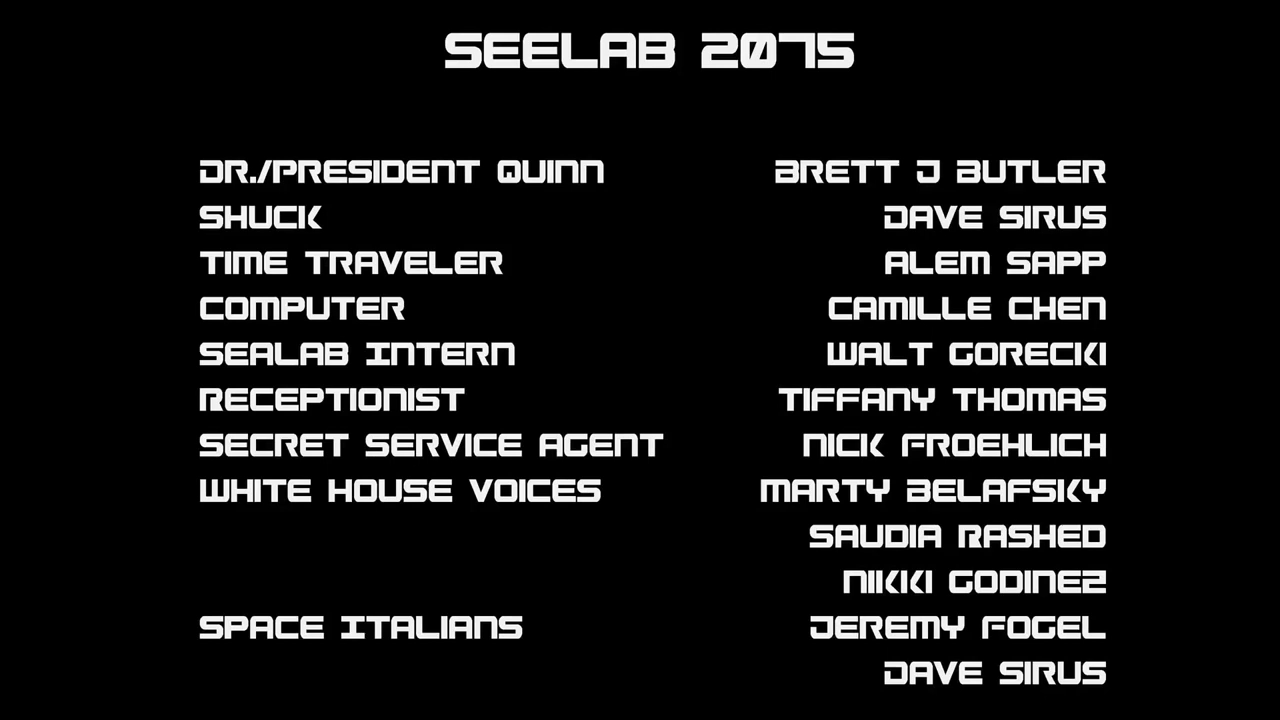 SEELAB 2075
DR./PRESIDENT QUINN BRETT J BUTLER
SHUCK DAVE SIRUS
TIME TRAVELER ALEM SAPP
COMPUTER CAMILLE CHEN
SEALAB INTERN WALT GORECKI
RECEPTIONIST TIFFANY THOMAS
SECRET SERVICE AGENT NICK FROEHLICH
WHITE HOUSE VOICES MARTY BELAFSKY
SAUDIA RASHED
NIKKI GODINEZ
SPACE ITALIANS JEREMY FOGEL
DAVE SIRUS